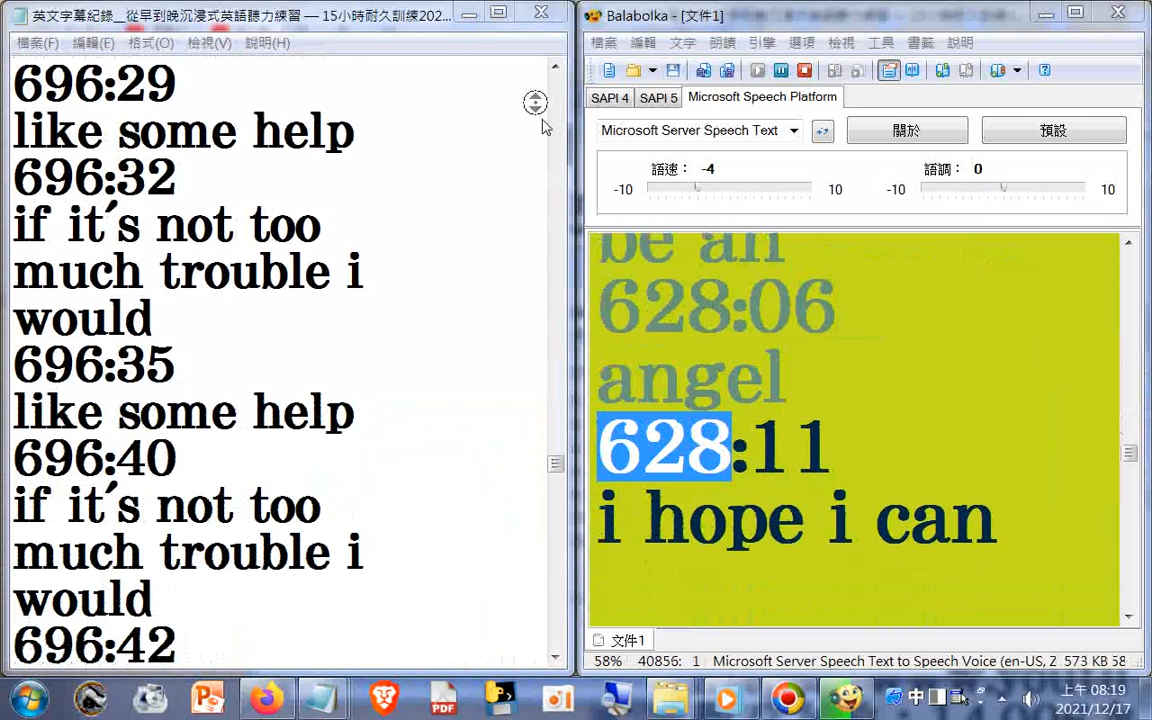 英文字幕紀錄__從早到晚沉浸式英語聽力練習 — 15小時耐久訓練202...
檔案(F) 編輯(E) 格式(O) 檢視(V) 說明(H)
696:29
like some help
696:32
if it's not too
much trouble i
would
696:35
like some help
696:40
if it's not too
much trouble i
would
696:42
Balabolka - [文件1]
檔案 編輯 文字 朗讀 引擎 選項 檢視 工具 書籤 說明
SAPI 4 SAPI 5 Microsoft Speech Platform
Microsoft Server Speech Text 關於 預設
語速： -4 語調： 0
-10 10 -10 10
be an
628:06
angel
628:11
i hope i can
文件1
58% 40856: 1 Microsoft Server Speech Text to Speech Voice (en-US, Z 573 KB 58
PDF 中 上午 08:19
2021/12/17